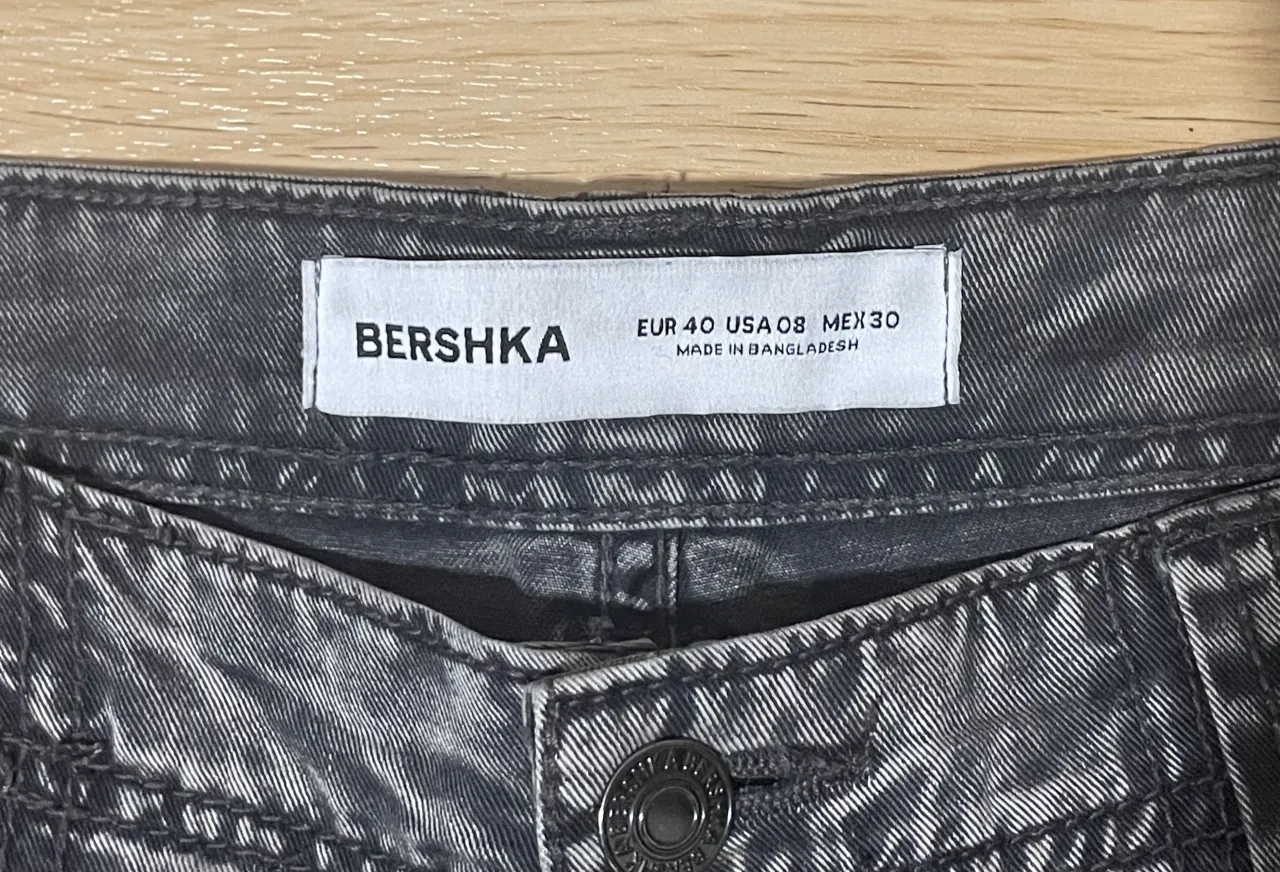 BERSHKA
EUR 40 USA 08 MEX 30
MADE IN BANGLADESH